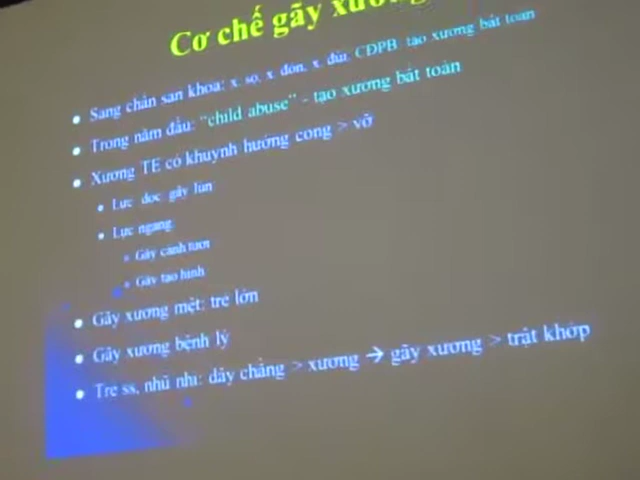 Cơ chế gãy xương
Sang chấn sản khoa: x. sọ, x. đòn, x. đùi. CĐPB: tạo xương bất toàn
Trong năm đầu: "child abuse" - tạo xương bất toàn
Xương TE có khuynh hướng cong > vỡ
Lực dọc gãy lún
Lực ngang:
Gãy cành tươi
Gãy tạo hình
Gãy xương mệt: trẻ lớn
Gãy xương bệnh lý
Trẻ ss, nhũ nhi: dây chằng > xương → gãy xương > trật khớp